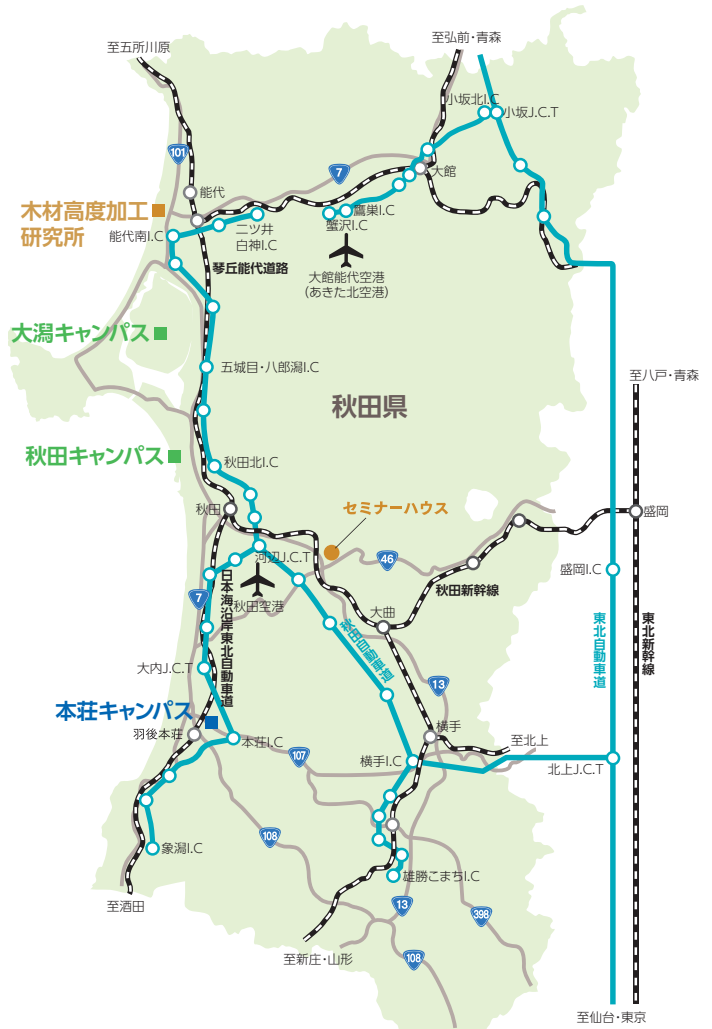 至五所川原
至弘前・青森
小坂北I.C
小坂J.C.T
101
7
大館
能代
木材高度加工
研究所
能代南I.C
二ツ井
白神I.C
鷹巣I.C
蟹沢I.C
琴丘能代道路
大館能代空港
(あきた北空港)
大潟キャンパス
五城目・八郎潟I.C
至八戸・青森
秋田県
秋田キャンパス
秋田北I.C
秋田
セミナーハウス
盛岡
河辺J.C.T
46
盛岡I.C
秋田新幹線
7
秋田空港
日本海沿岸東北自動車道
大曲
秋田自動車道
東北自動車道
東北新幹線
大内J.C.T
13
本荘キャンパス
羽後本荘
本荘I.C
横手
至北上
107
横手I.C
北上J.C.T
108
象潟I.C
雄勝こまちI.C
至酒田
13
398
至新庄・山形
108
至仙台・東京